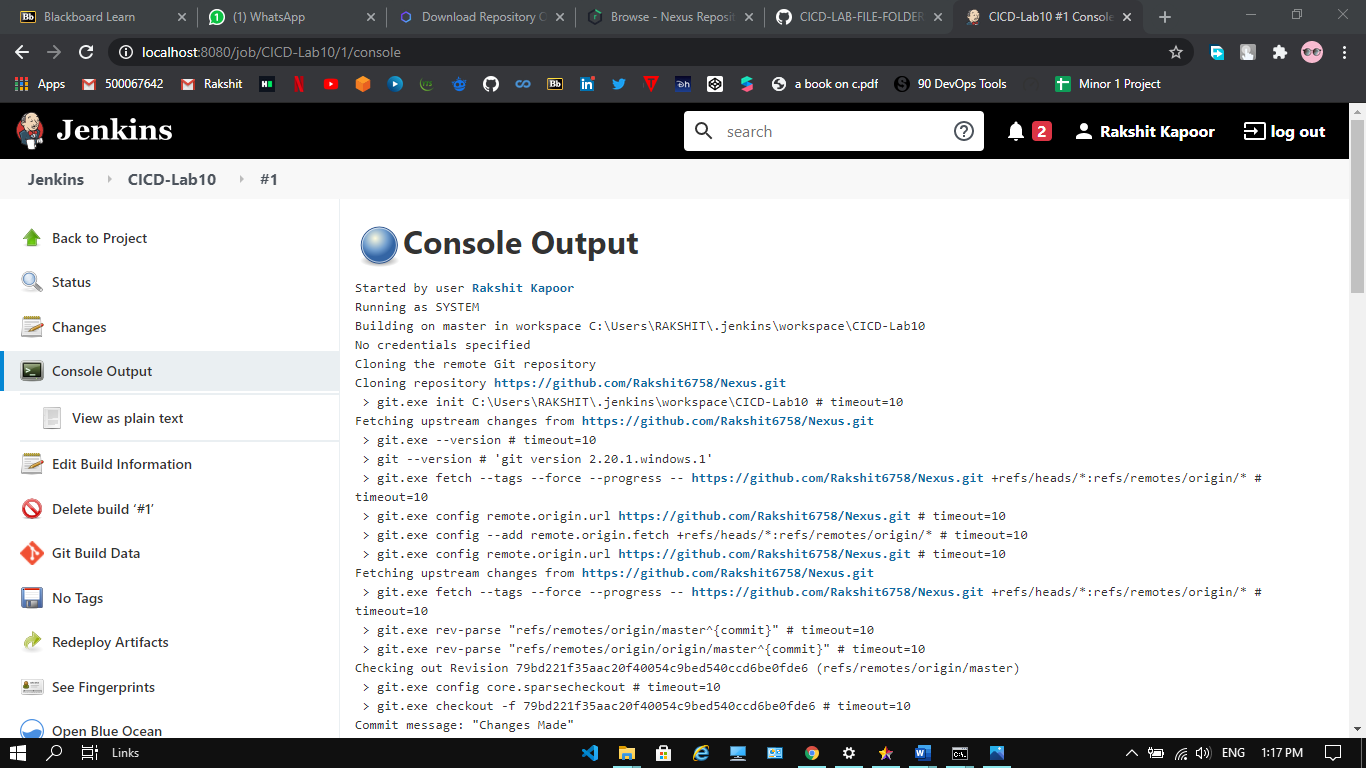 Blackboard Learn
(1) WhatsApp
Download Repository C
Browse - Nexus Reposit
CICD-LAB-FILE-FOLDER
CICD-Lab10 #1 Console
localhost:8080/job/CICD-Lab10/1/console
Apps
500067642
Rakshit
a book on c.pdf
90 DevOps Tools
Minor 1 Project
Jenkins
search
2
Rakshit Kapoor
log out
Jenkins
CICD-Lab10
#1
Back to Project
Status
Changes
Console Output
View as plain text
Edit Build Information
Delete build ‘#1’
Git Build Data
No Tags
Redeploy Artifacts
See Fingerprints
Open Blue Ocean
Console Output
Started by user Rakshit Kapoor
Running as SYSTEM
Building on master in workspace C:\Users\RAKSHIT\.jenkins\workspace\CICD-Lab10
No credentials specified
Cloning the remote Git repository
Cloning repository https://github.com/Rakshit6758/Nexus.git
> git.exe init C:\Users\RAKSHIT\.jenkins\workspace\CICD-Lab10 # timeout=10
Fetching upstream changes from https://github.com/Rakshit6758/Nexus.git
> git.exe --version # timeout=10
> git --version # 'git version 2.20.1.windows.1'
> git.exe fetch --tags --force --progress -- https://github.com/Rakshit6758/Nexus.git +refs/heads/*:refs/remotes/origin/* #
timeout=10
> git.exe config remote.origin.url https://github.com/Rakshit6758/Nexus.git # timeout=10
> git.exe config --add remote.origin.fetch +refs/heads/*:refs/remotes/origin/* # timeout=10
> git.exe config remote.origin.url https://github.com/Rakshit6758/Nexus.git # timeout=10
Fetching upstream changes from https://github.com/Rakshit6758/Nexus.git
> git.exe fetch --tags --force --progress -- https://github.com/Rakshit6758/Nexus.git +refs/heads/*:refs/remotes/origin/* #
timeout=10
> git.exe rev-parse "refs/remotes/origin/master^{commit}" # timeout=10
> git.exe rev-parse "refs/remotes/origin/origin/master^{commit}" # timeout=10
Checking out Revision 79bd221f35aac20f40054c9bed540ccd6be0fde6 (refs/remotes/origin/master)
> git.exe config core.sparsecheckout # timeout=10
> git.exe checkout -f 79bd221f35aac20f40054c9bed540ccd6be0fde6 # timeout=10
Commit message: "Changes Made"
Links
ENG
1:17 PM